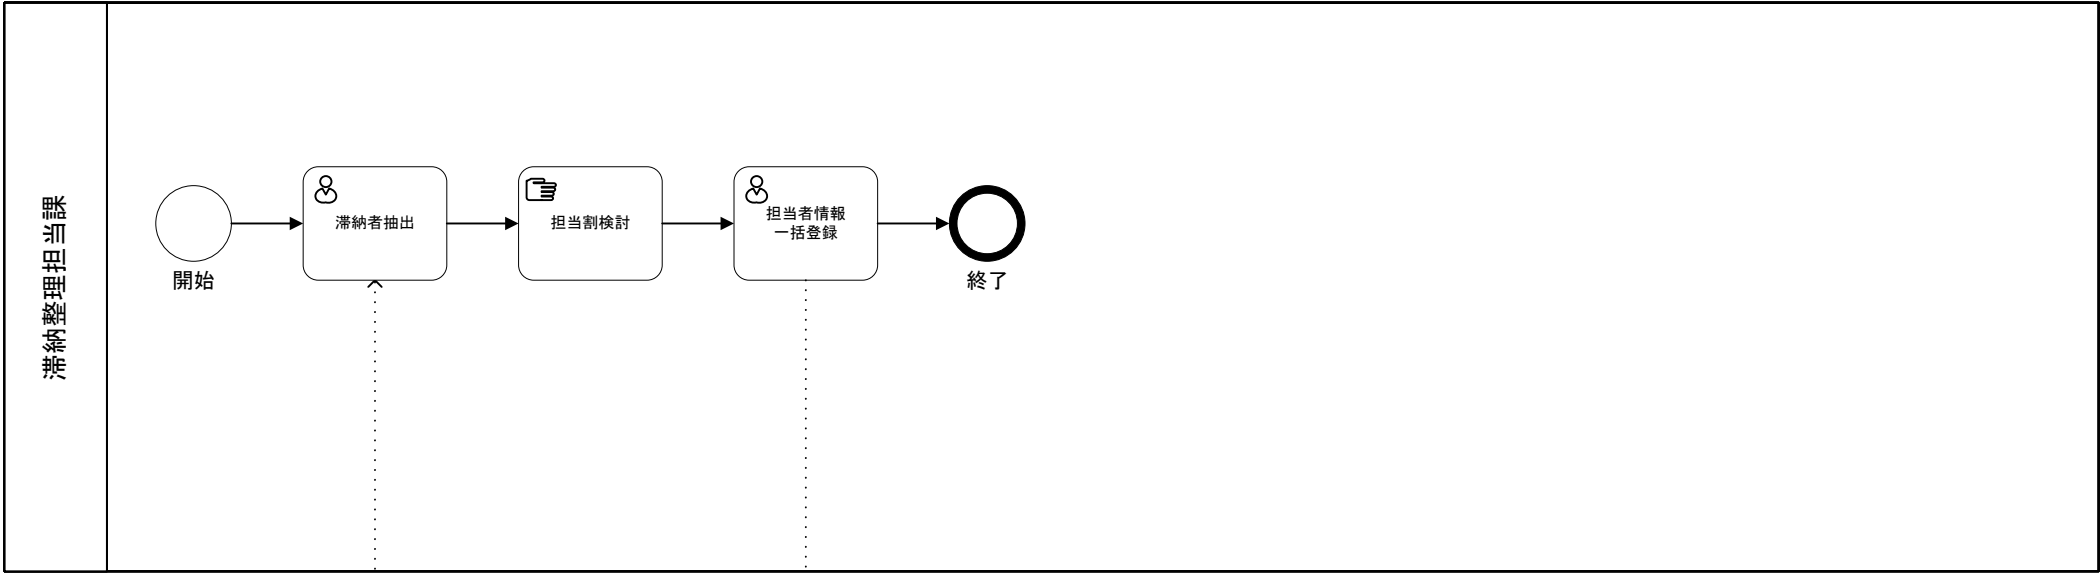 滞納整理担当課
滞納者抽出
担当割検討
担当者情報
一括登録
開始
終了